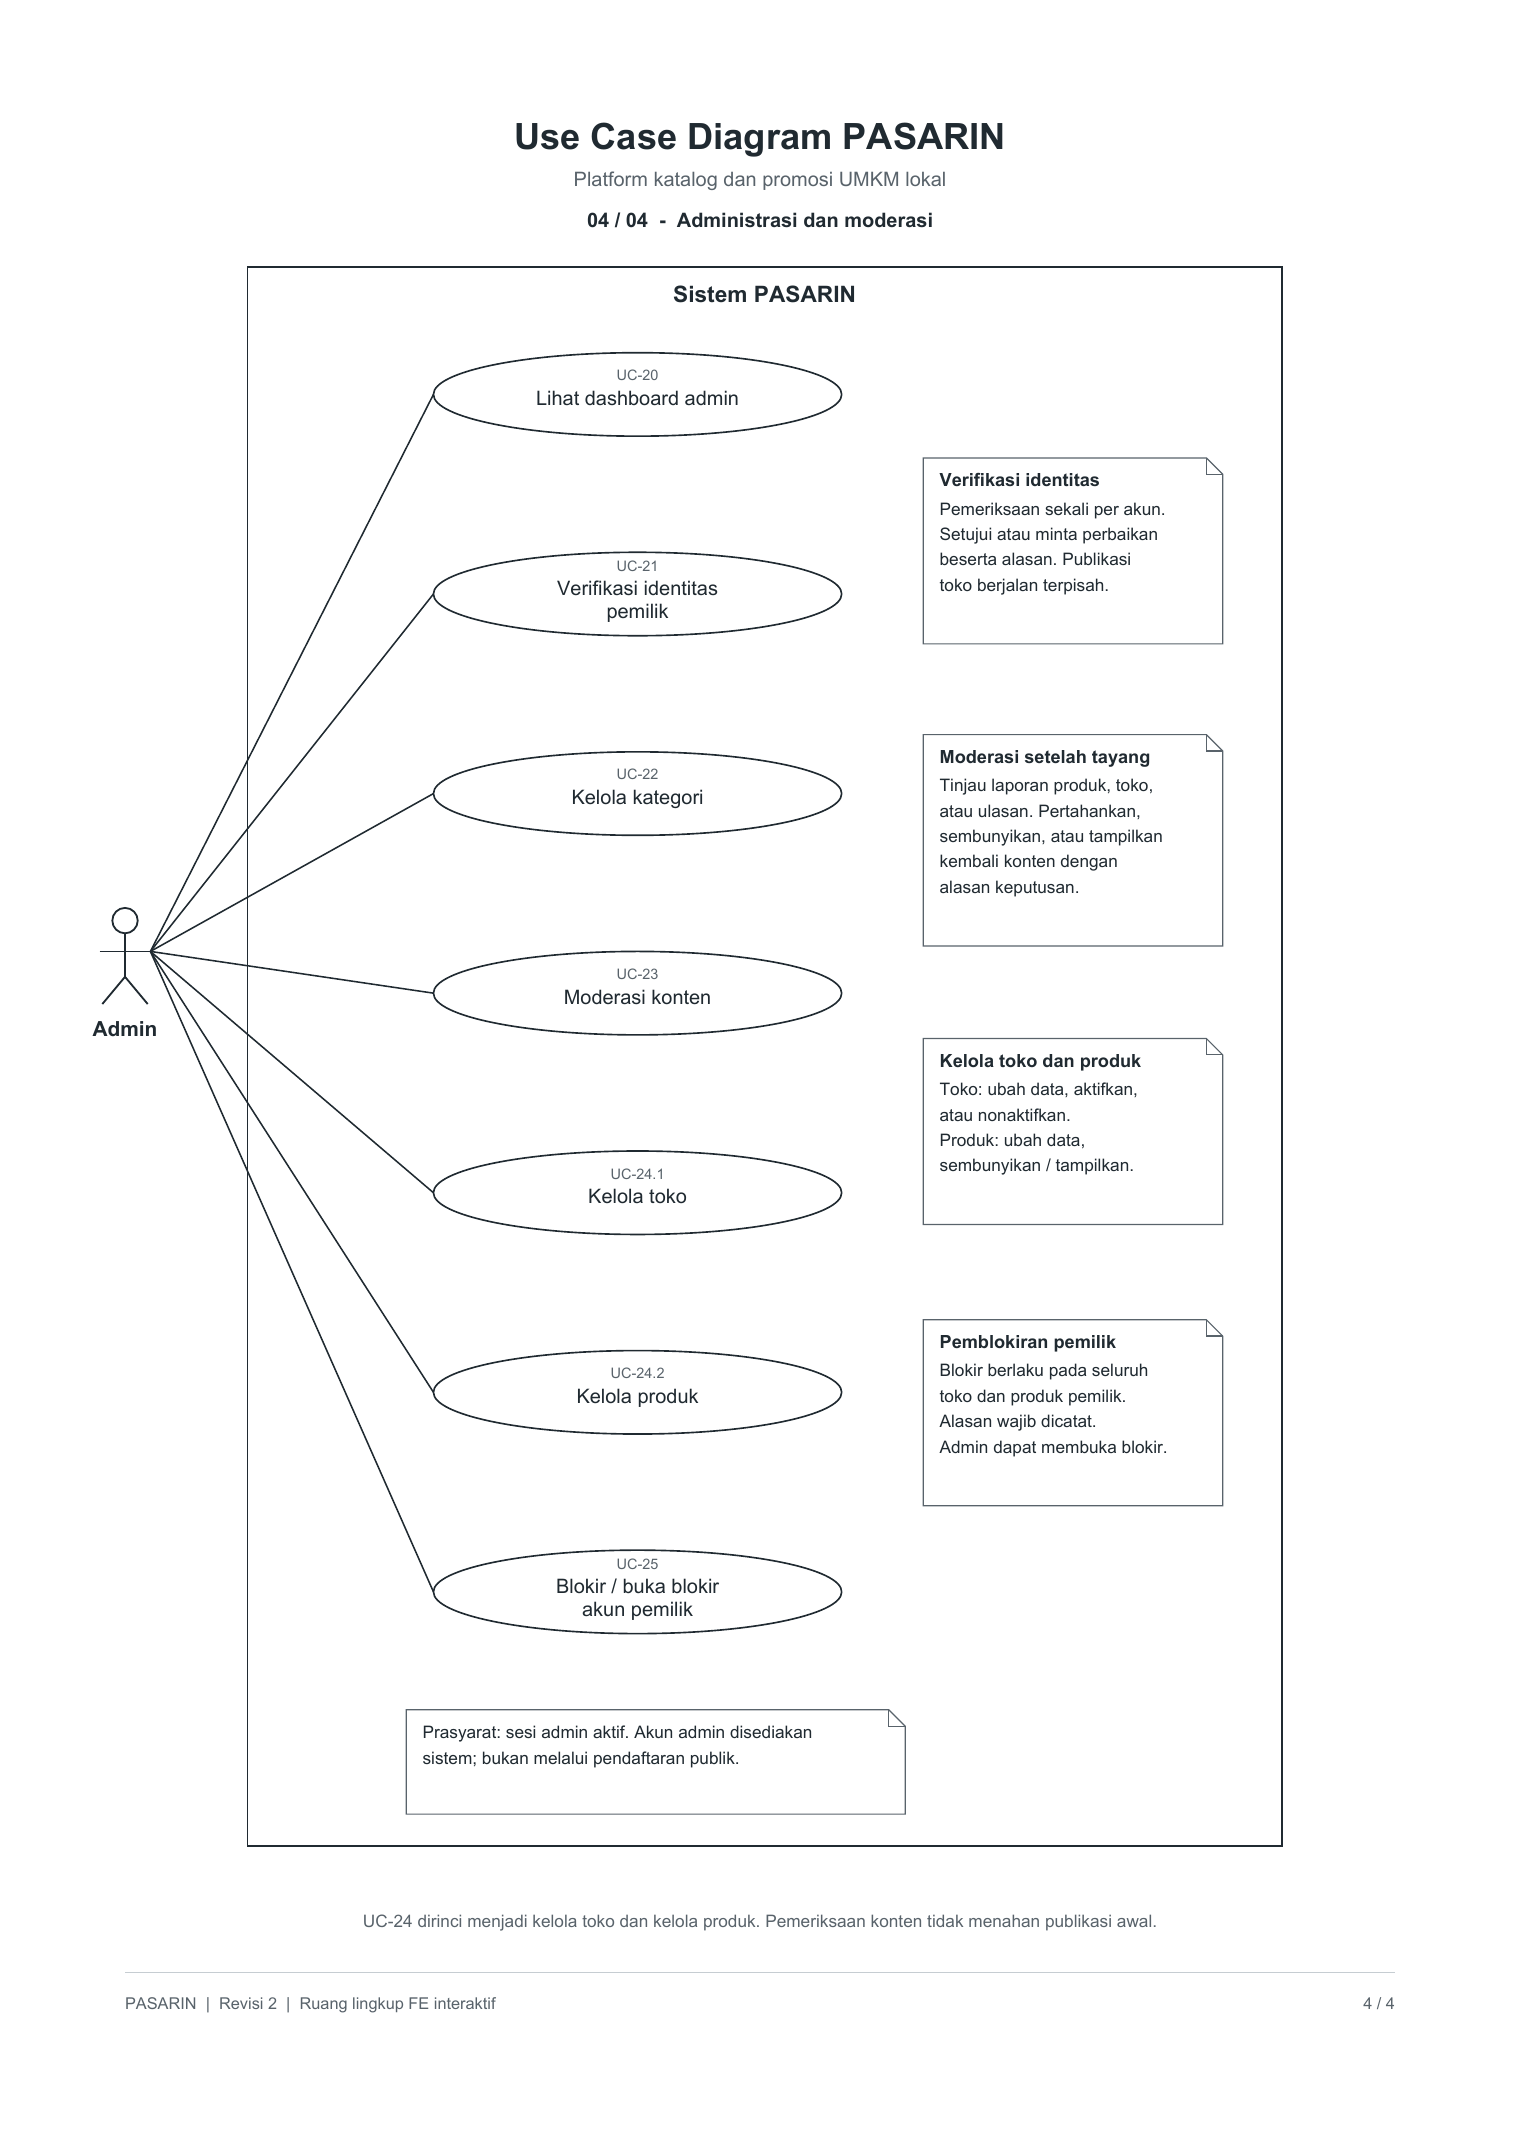 Use Case Diagram PASARIN
Platform katalog dan promosi UMKM lokal
04 / 04 - Administrasi dan moderasi
Sistem PASARIN
UC-20
Lihat dashboard admin
Verifikasi identitas
Pemeriksaan sekali per akun.
Setujui atau minta perbaikan
beserta alasan. Publikasi
toko berjalan terpisah.
UC-21
Verifikasi identitas
pemilik
UC-22
Kelola kategori
Moderasi setelah tayang
Tinjau laporan produk, toko,
atau ulasan. Pertahankan,
sembunyikan, atau tampilkan
kembali konten dengan
alasan keputusan.
Admin
UC-23
Moderasi konten
Kelola toko dan produk
Toko: ubah data, aktifkan,
atau nonaktifkan.
Produk: ubah data,
sembunyikan / tampilkan.
UC-24.1
Kelola toko
UC-24.2
Kelola produk
Pemblokiran pemilik
Blokir berlaku pada seluruh
toko dan produk pemilik.
Alasan wajib dicatat.
Admin dapat membuka blokir.
UC-25
Blokir / buka blokir
akun pemilik
Prasyarat: sesi admin aktif. Akun admin disediakan
sistem; bukan melalui pendaftaran publik.
UC-24 dirinci menjadi kelola toko dan kelola produk. Pemeriksaan konten tidak menahan publikasi awal.
PASARIN | Revisi 2 | Ruang lingkup FE interaktif
4 / 4